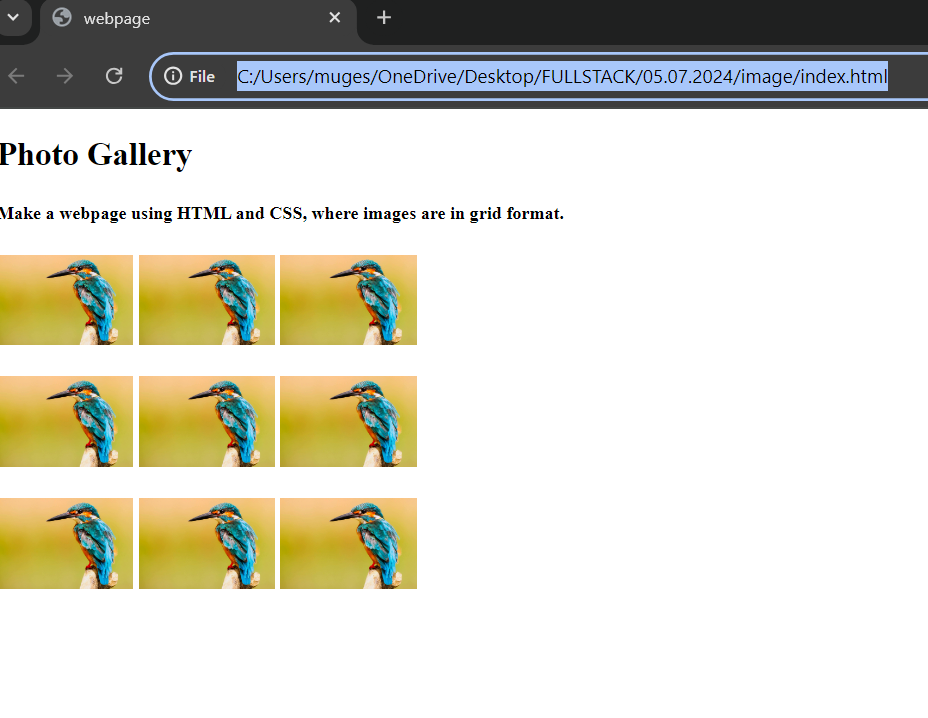 webpage
File C:/Users/muges/OneDrive/Desktop/FULLSTACK/05.07.2024/image/index.html
Photo Gallery
Make a webpage using HTML and CSS, where images are in grid format.